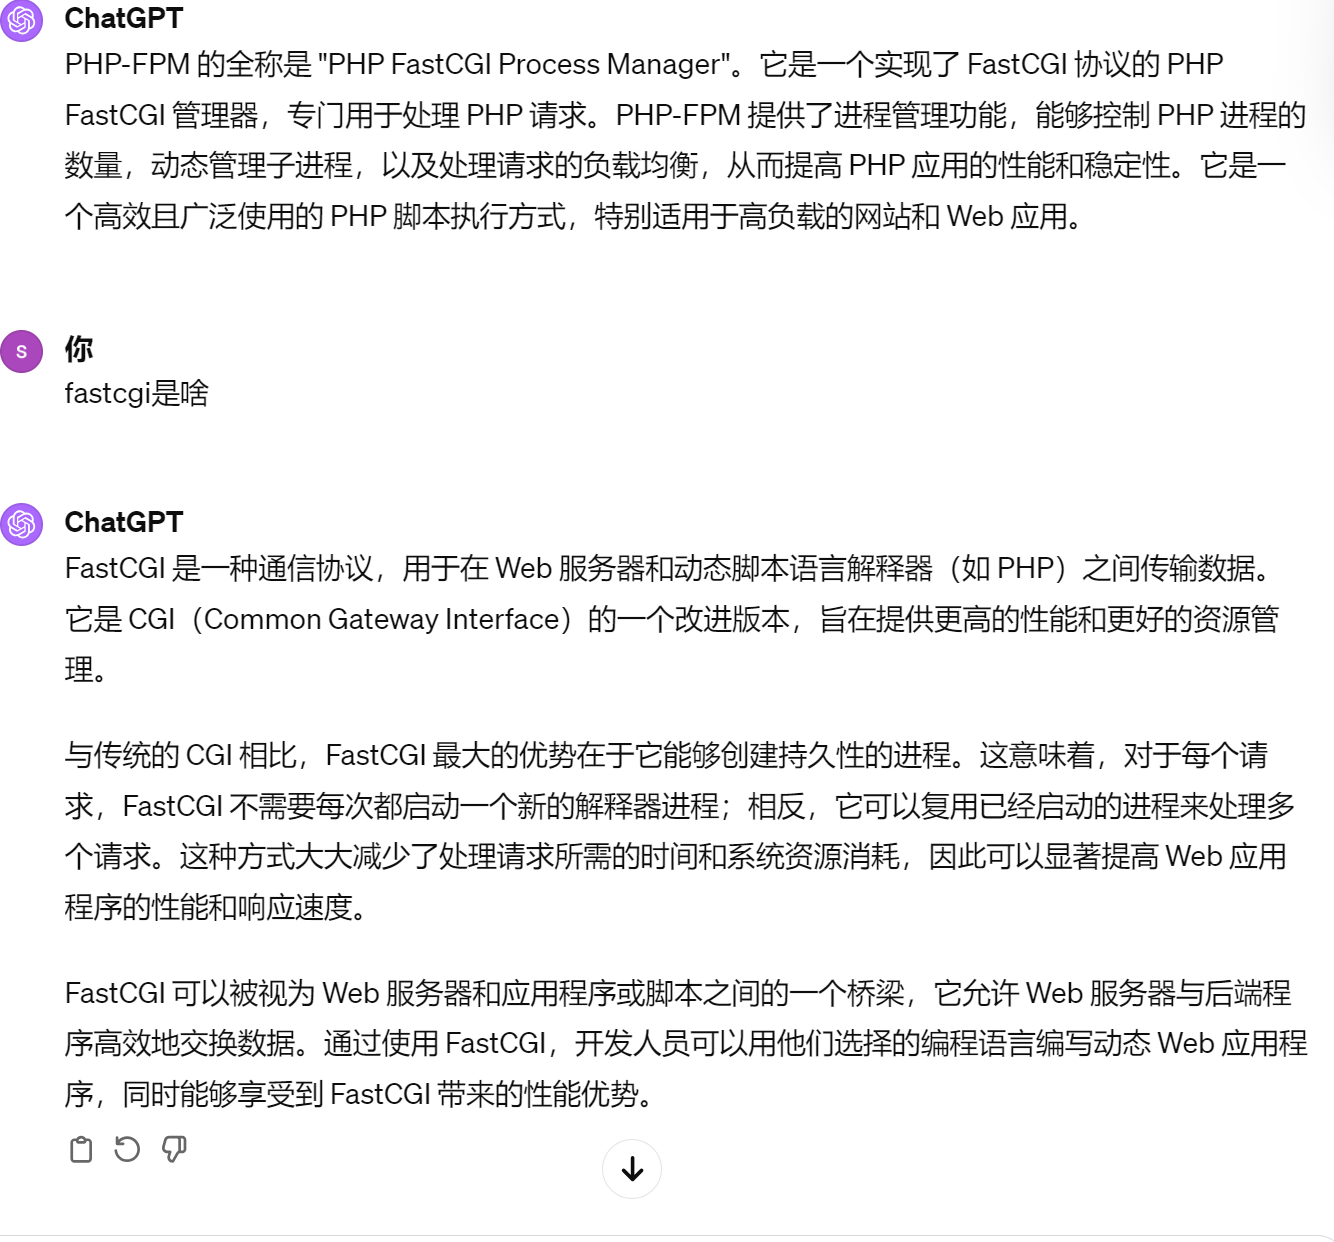 ChatGPT
PHP-FPM 的全称是 "PHP FastCGI Process Manager"。它是一个实现了 FastCGI 协议的 PHP
FastCGI 管理器，专门用于处理 PHP 请求。PHP-FPM 提供了进程管理功能，能够控制 PHP 进程的
数量，动态管理子进程，以及处理请求的负载均衡，从而提高 PHP 应用的性能和稳定性。它是一
个高效且广泛使用的 PHP 脚本执行方式，特别适用于高负载的网站和 Web 应用。
S
你
fastcgi是啥
ChatGPT
FastCGI 是一种通信协议，用于在 Web 服务器和动态脚本语言解释器（如 PHP）之间传输数据。
它是 CGI（Common Gateway Interface）的一个改进版本，旨在提供更高的性能和更好的资源管
理。
与传统的 CGI 相比，FastCGI 最大的优势在于它能够创建持久性的进程。这意味着，对于每个请
求，FastCGI 不需要每次都启动一个新的解释器进程；相反，它可以复用已经启动的进程来处理多
个请求。这种方式大大减少了处理请求所需的时间和系统资源消耗，因此可以显著提高 Web 应用
程序的性能和响应速度。
FastCGI 可以被视为 Web 服务器和应用程序或脚本之间的一个桥梁，它允许 Web 服务器与后端程
序高效地交换数据。通过使用 FastCGI，开发人员可以用他们选择的编程语言编写动态 Web 应用程
序，同时能够享受到 FastCGI 带来的性能优势。